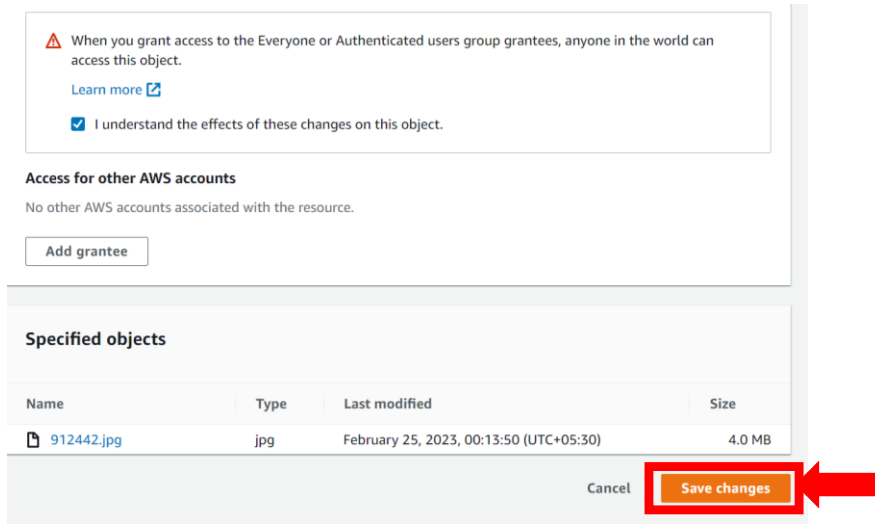 When you grant access to the Everyone or Authenticated users group grantees, anyone in the world can
access this object.
Learn more
I understand the effects of these changes on this object.
Access for other AWS accounts
No other AWS accounts associated with the resource.
Add grantee
Specified objects
Name Type Last modified Size
912442.jpg jpg February 25, 2023, 00:13:50 (UTC+05:30) 4.0 MB
Cancel Save changes